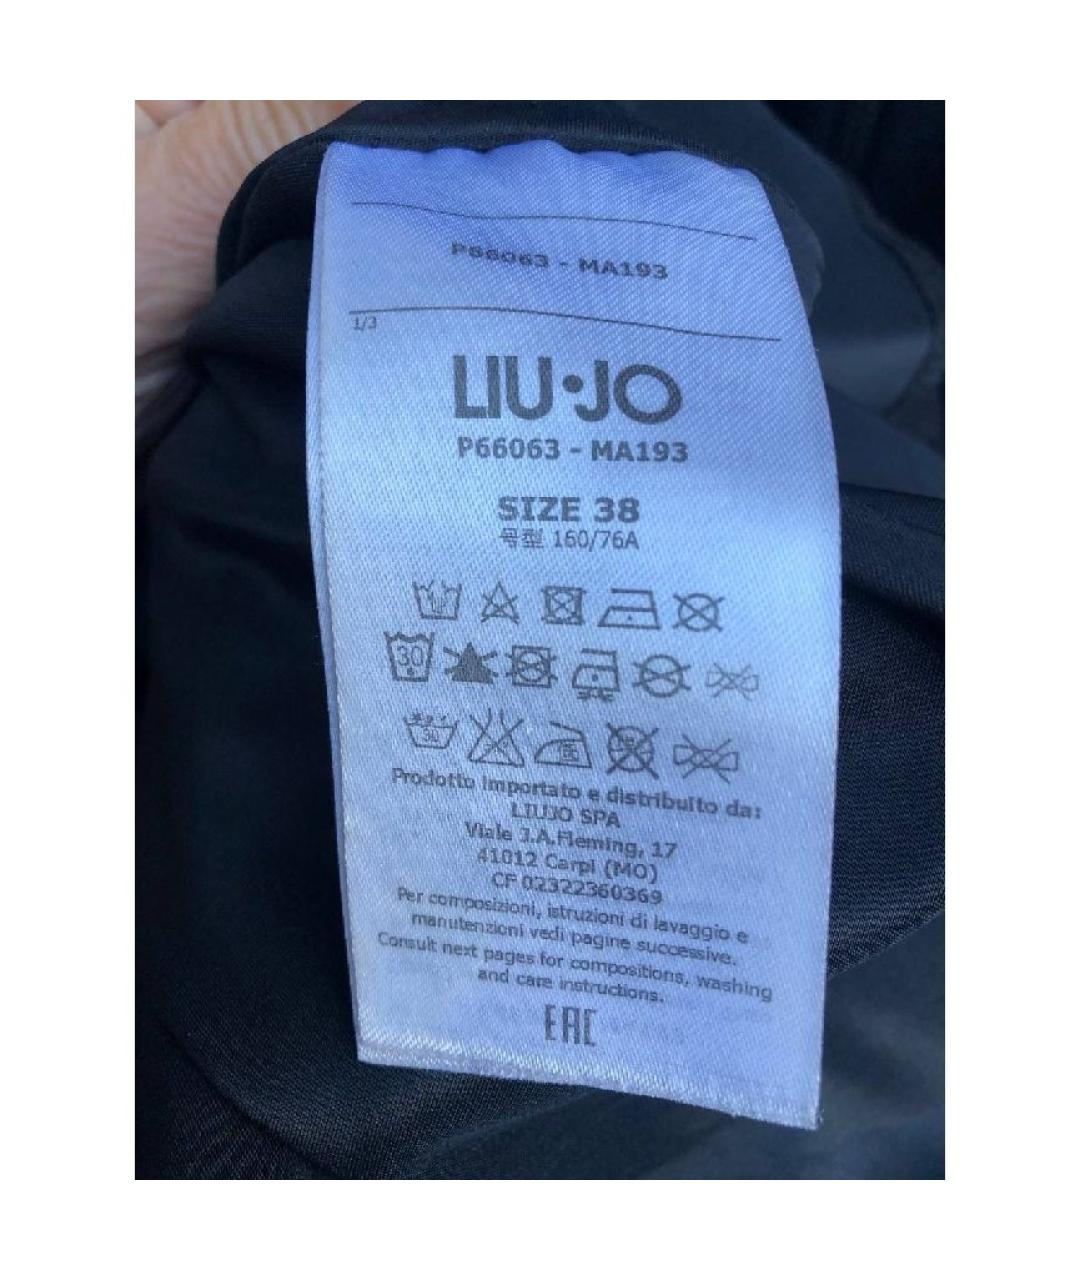 P66063 - MA193
1/3
LIU·JO
P66063 - MA193
SIZE 38
号型 160/76A
30
Prodotto importato e distribuito da:
LIUJO SPA
Viale J.A.Fleming, 17
41012 Carpi (MO)
CF 02322360369
Per composizioni, istruzioni di lavaggio e
manutenzioni vedi pagine successive.
Consult next pages for compositions, washing
and care instructions.
EAC